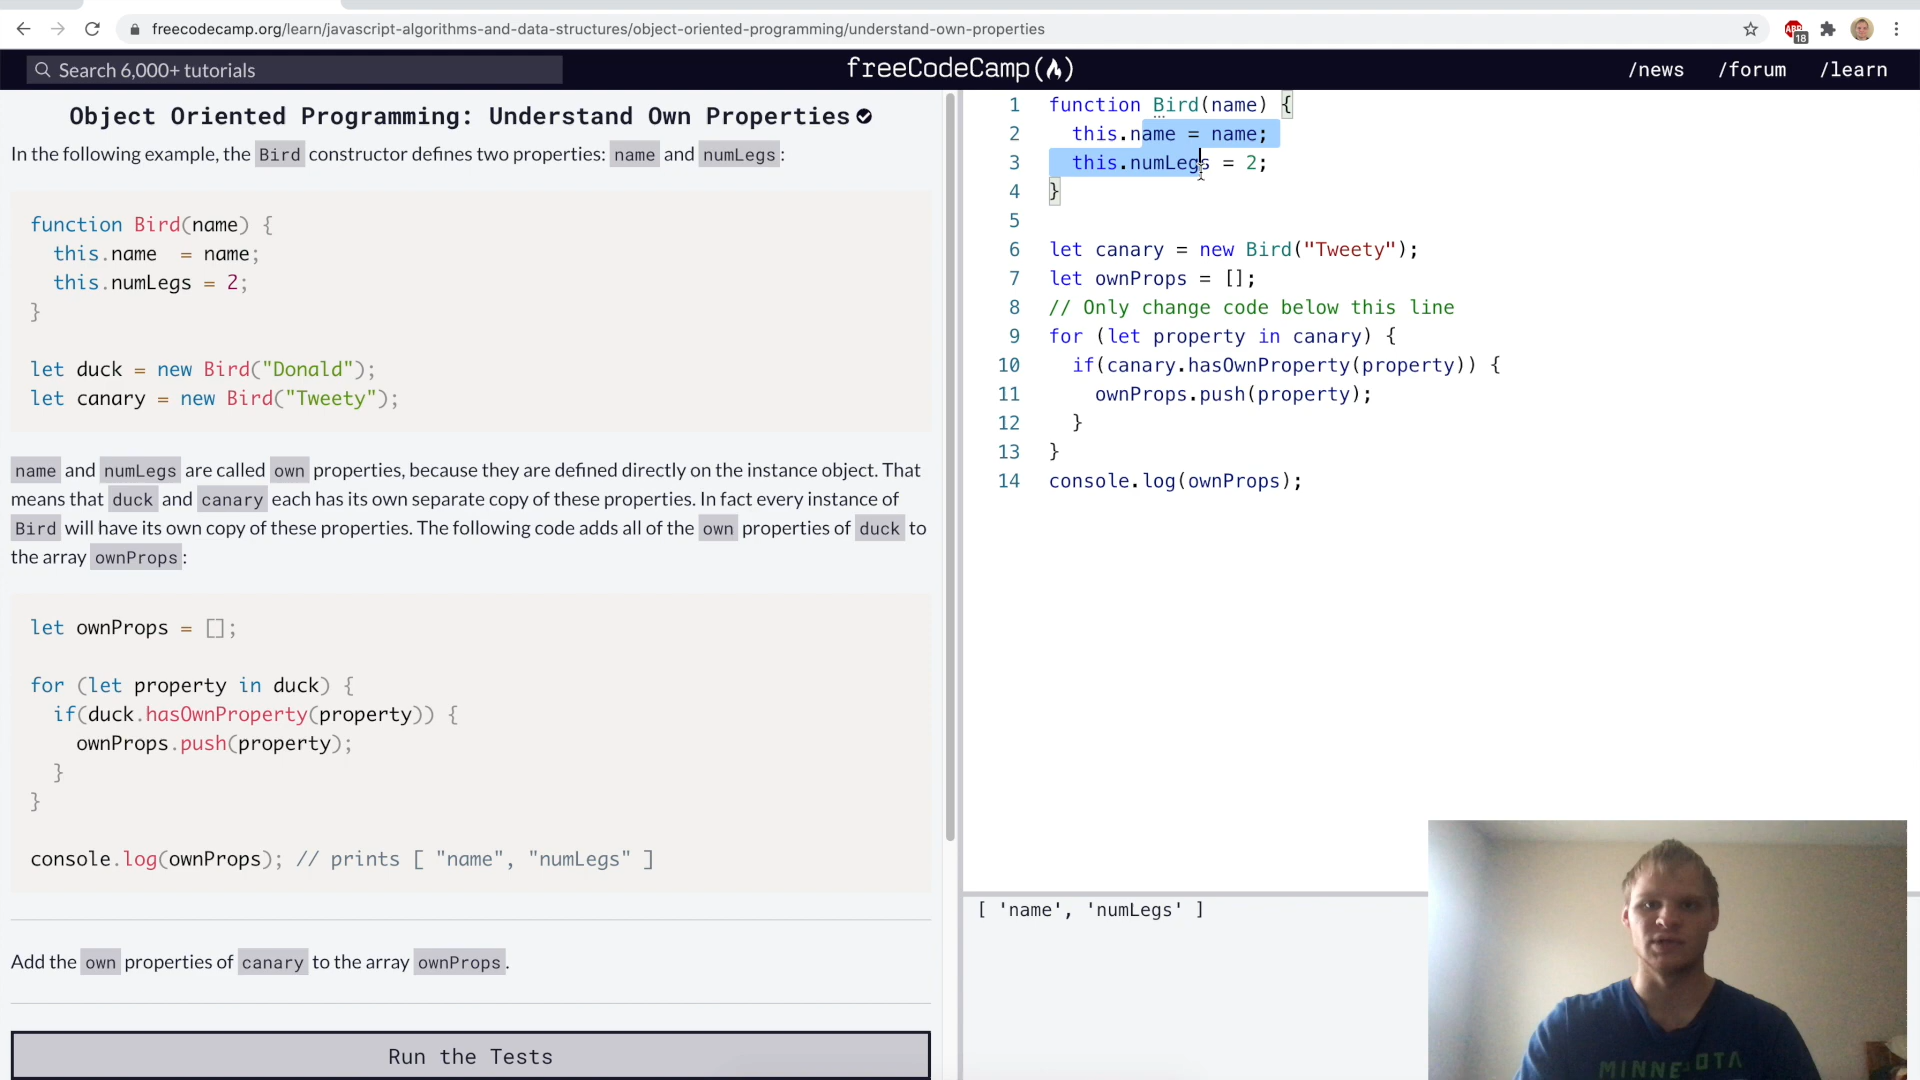 freecodecamp.org/learn/javascript-algorithms-and-data-structures/object-oriented-programming/understand-own-properties
ABP
18
Search 6,000+ tutorials
freeCodeCamp
/news
/forum
/learn
Object Oriented Programming: Understand Own Properties
In the following example, the Bird constructor defines two properties: name and numLegs:
function Bird(name) {
  this.name  = name;
  this.numLegs = 2;
}
let duck = new Bird("Donald");
let canary = new Bird("Tweety");
name and numLegs are called own properties, because they are defined directly on the instance object. That
means that duck and canary each has its own separate copy of these properties. In fact every instance of
Bird will have its own copy of these properties. The following code adds all of the own properties of duck to
the array ownProps:
let ownProps = [];
for (let property in duck) {
  if(duck.hasOwnProperty(property)) {
    ownProps.push(property);
  }
}
console.log(ownProps); // prints [ "name", "numLegs" ]
Add the own properties of canary to the array ownProps.
Run the Tests
1 function Bird(name) {
2   this.name = name;
3   this.numLegs = 2;
4 }
5
6 let canary = new Bird("Tweety");
7 let ownProps = [];
8 // Only change code below this line
9 for (let property in canary) {
10   if(canary.hasOwnProperty(property)) {
11     ownProps.push(property);
12   }
13 }
14 console.log(ownProps);
[ 'name', 'numLegs' ]
MINNESOTA